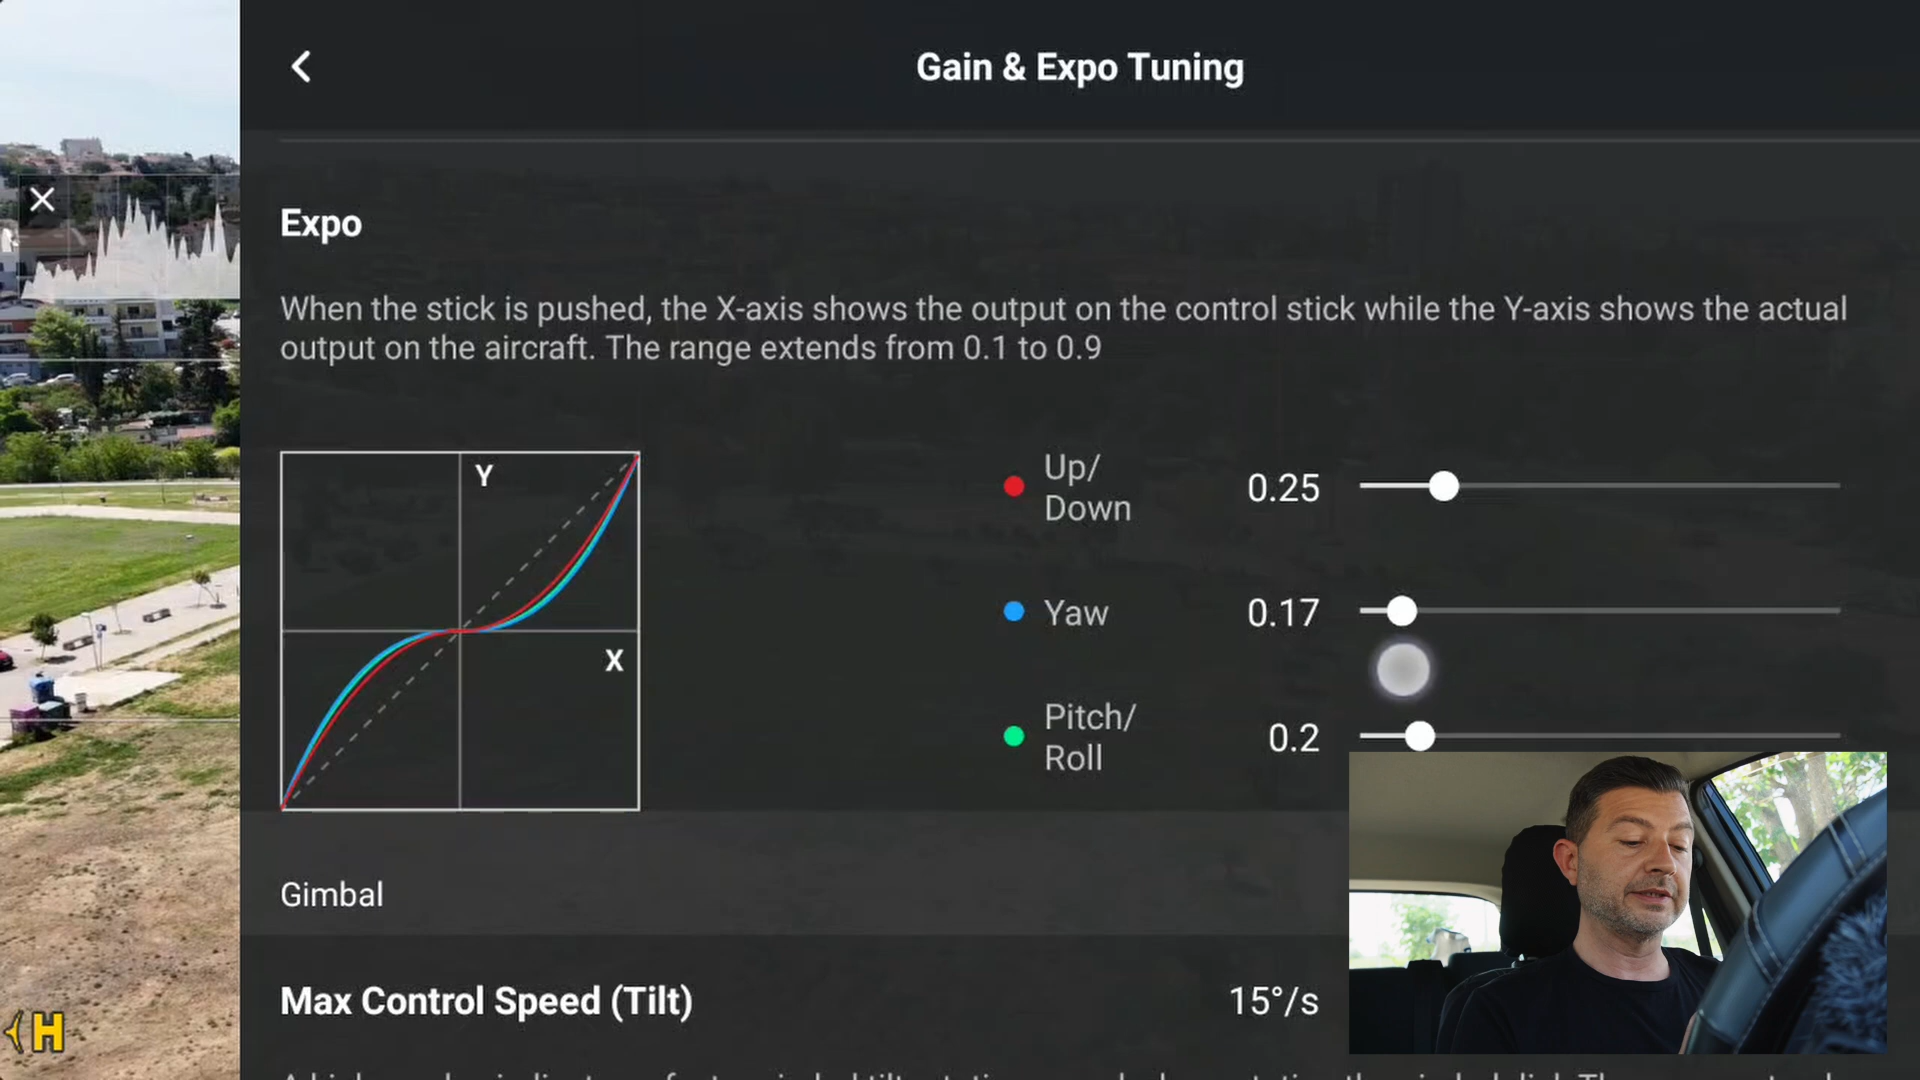 Gain & Expo Tuning
Expo
When the stick is pushed, the X-axis shows the output on the control stick while the Y-axis shows the actual
output on the aircraft. The range extends from 0.1 to 0.9
Y
X
Up/
Down
0.25
Yaw
0.17
Pitch/
Roll
0.2
Gimbal
Max Control Speed (Tilt)
15°/s
H